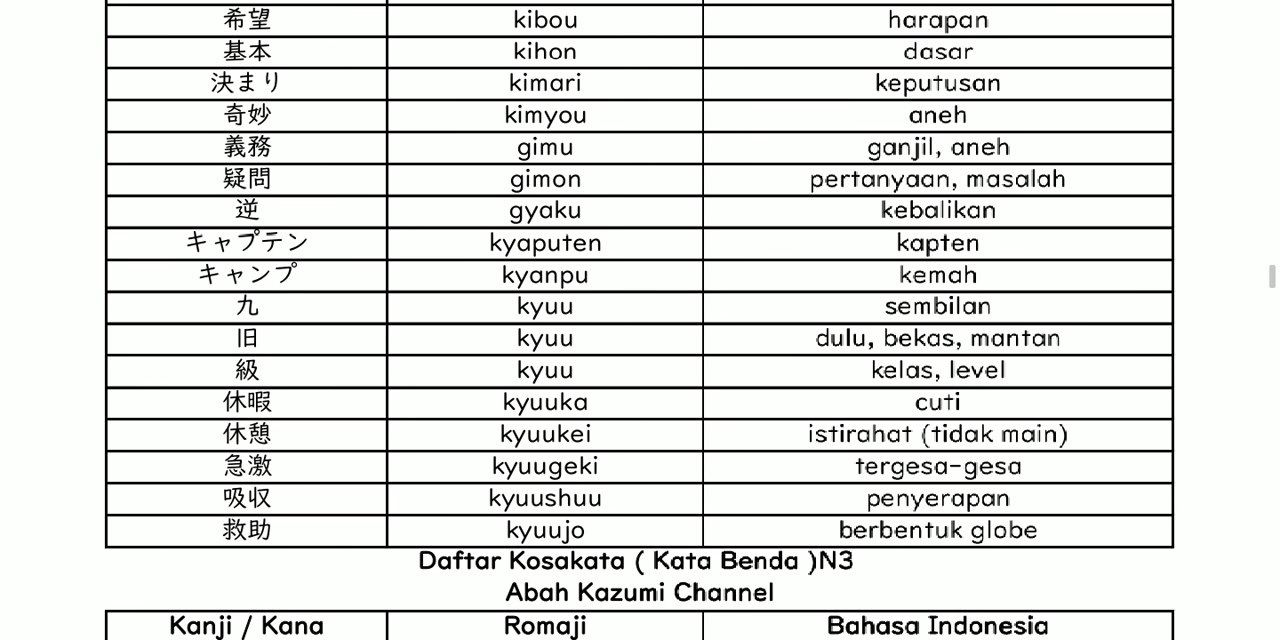 希望 kibou harapan
基本 kihon dasar
決まり kimari keputusan
奇妙 kimyou aneh
義務 gimu ganjil, aneh
疑問 gimon pertanyaan, masalah
逆 gyaku kebalikan
キャプテン kyaputen kapten
キャンプ kyanpu kemah
九 kyuu sembilan
旧 kyuu dulu, bekas, mantan
級 kyuu kelas, level
休暇 kyuuka cuti
休憩 kyuukei istirahat (tidak main)
急激 kyuugeki tergesa-gesa
吸収 kyuushuu penyerapan
救助 kyuujo berbentuk globe
Daftar Kosakata ( Kata Benda )N3
Abah Kazumi Channel
Kanji / Kana Romaji Bahasa Indonesia